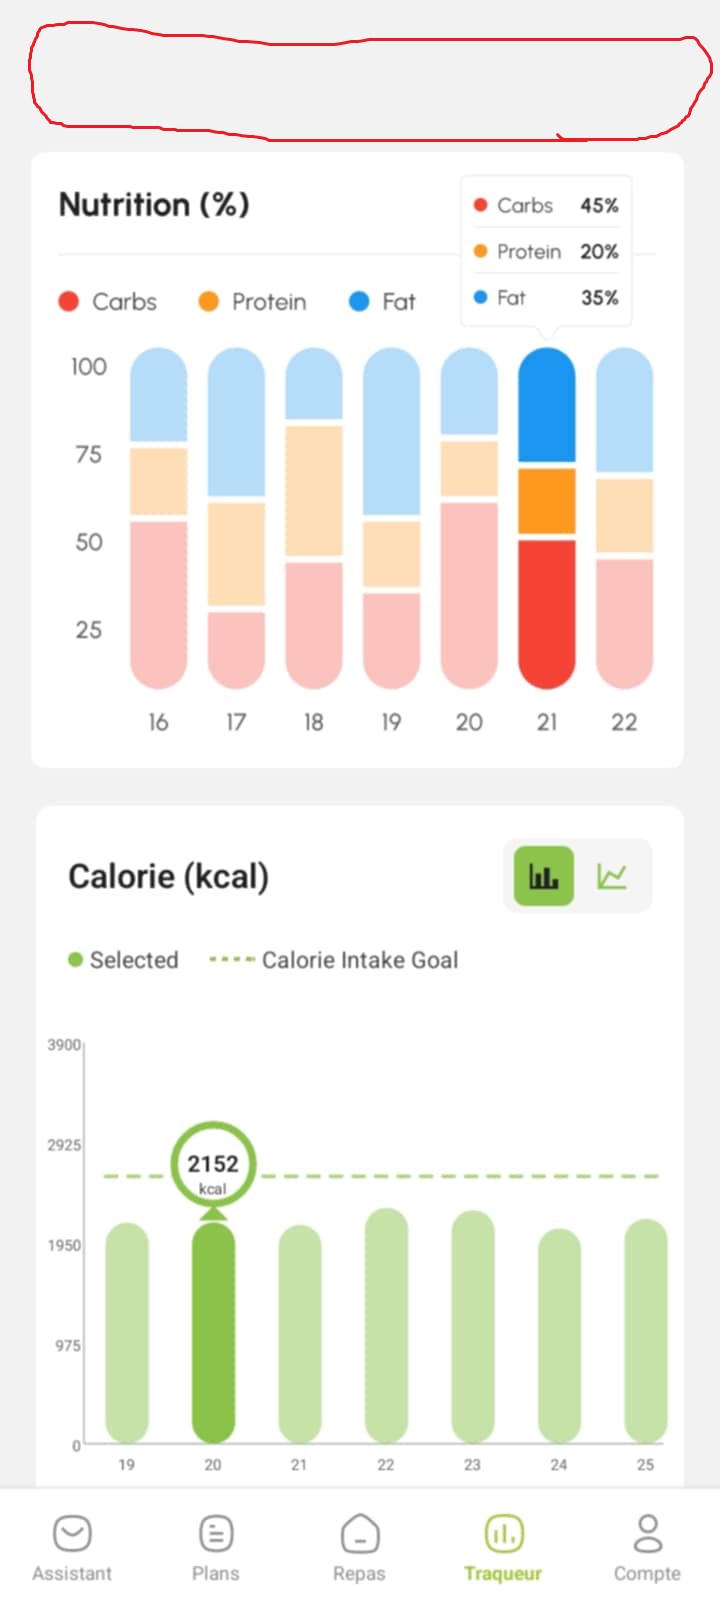 Nutrition (%)
Carbs 45%
Protein 20%
Fat 35%
Carbs Protein Fat
100
75
50
25
16 17 18 19 20 21 22
Calorie (kcal)
Selected Calorie Intake Goal
3900
2925
2152
kcal
1950
975
0
19 20 21 22 23 24 25
Assistant Plans Repas Traqueur Compte